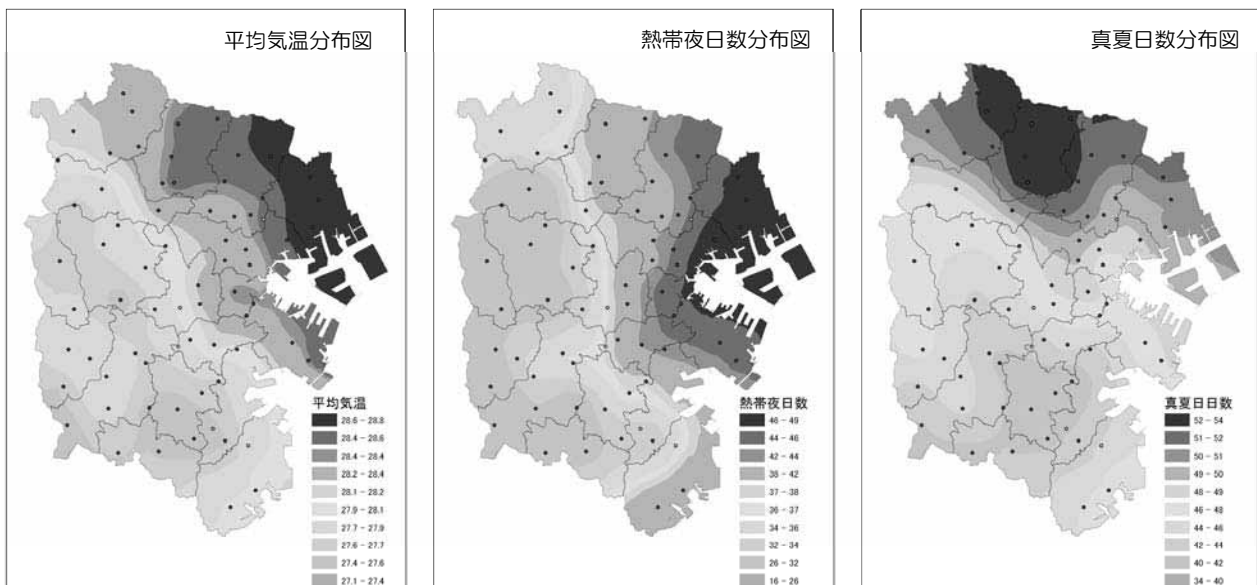 平均気温分布図
平均気温
28.6 - 28.8
28.4 - 28.6
28.4 - 28.4
28.2 - 28.4
28.1 - 28.2
27.9 - 28.1
27.7 - 27.9
27.6 - 27.7
27.4 - 27.6
27.1 - 27.4
熱帯夜日数分布図
熱帯夜日数
46 - 49
44 - 46
42 - 44
38 - 42
37 - 38
36 - 37
34 - 36
32 - 34
26 - 32
16 - 26
真夏日数分布図
真夏日日数
52 - 54
51 - 52
50 - 51
49 - 50
48 - 49
46 - 48
44 - 46
42 - 44
40 - 42
34 - 40